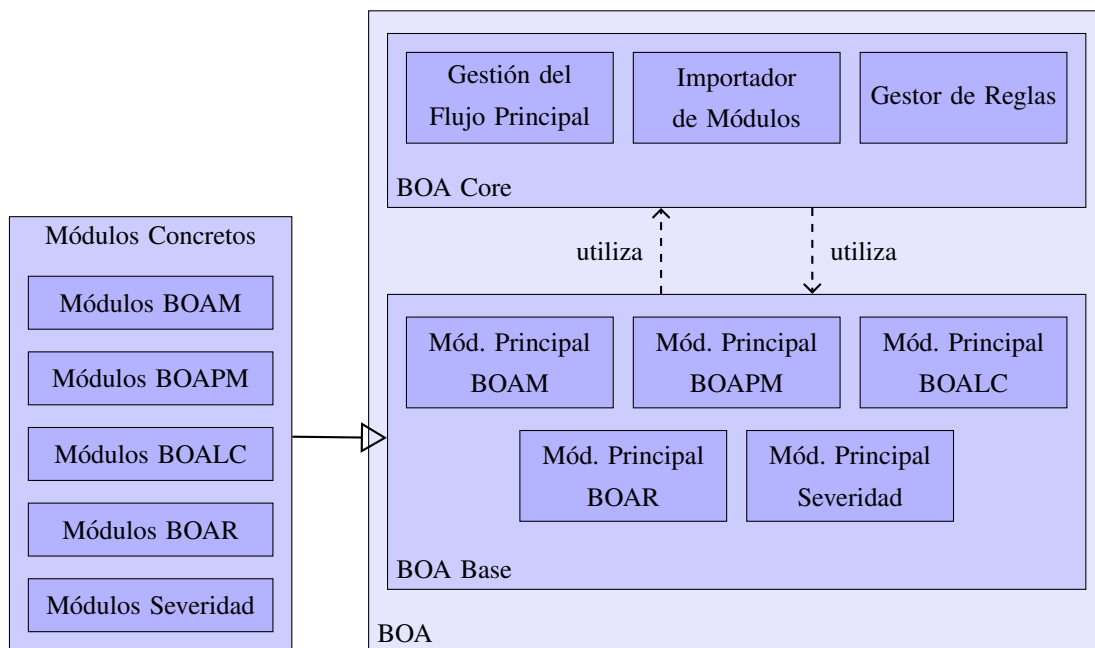 Gestión del
Flujo Principal
Importador
de Módulos
Gestor de Reglas
BOA Core
utiliza
utiliza
Módulos Concretos
Módulos BOAM
Módulos BOAPM
Módulos BOALC
Módulos BOAR
Módulos Severidad
Mód. Principal
BOAM
Mód. Principal
BOAPM
Mód. Principal
BOALC
Mód. Principal
BOAR
Mód. Principal
Severidad
BOA Base
BOA